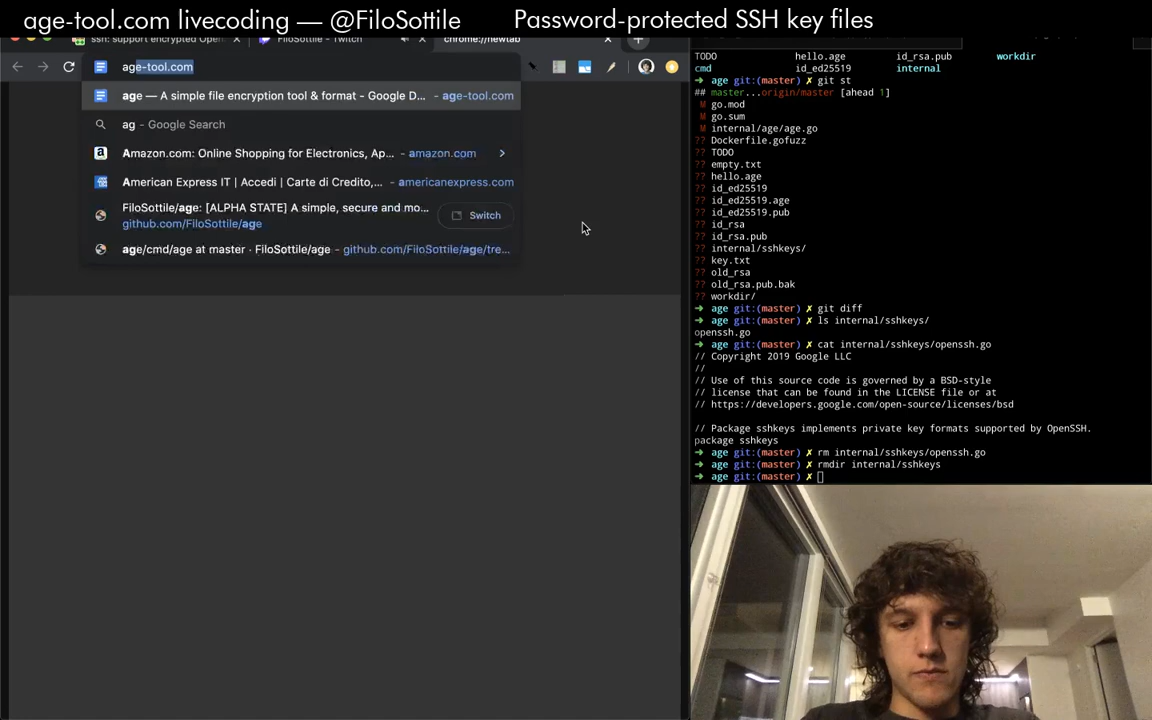 age-tool.com livecoding — @FiloSottile
Password-protected SSH key files
FiloSottile - Twitch
chrome://newtab
age-tool.com
age — A simple file encryption tool & format - Google D... - age-tool.com
ag - Google Search
Amazon.com: Online Shopping for Electronics, Ap... - amazon.com
American Express IT | Accedi | Carte di Credito,... - americanexpress.com
FiloSottile/age: [ALPHA STATE] A simple, secure and mo...
github.com/FiloSottile/age
Switch
age/cmd/age at master · FiloSottile/age - github.com/FiloSottile/age/tre...
TODO hello.age id_rsa.pub workdir
cmd id_ed25519 internal
➜ age git:(master) ✗ git st
## master...origin/master [ahead 1]
M go.mod
M go.sum
M internal/age/age.go
?? Dockerfile.gofuzz
?? TODO
?? empty.txt
?? hello.age
?? id_ed25519
?? id_ed25519.age
?? id_ed25519.pub
?? id_rsa
?? id_rsa.pub
?? internal/sshkeys/
?? key.txt
?? old_rsa
?? old_rsa.pub.bak
?? workdir/
➜ age git:(master) ✗ git diff
➜ age git:(master) ✗ ls internal/sshkeys/
openssh.go
➜ age git:(master) ✗ cat internal/sshkeys/openssh.go
// Copyright 2019 Google LLC
//
// Use of this source code is governed by a BSD-style
// license that can be found in the LICENSE file or at
// https://developers.google.com/open-source/licenses/bsd
// Package sshkeys implements private key formats supported by OpenSSH.
package sshkeys
➜ age git:(master) ✗ rm internal/sshkeys/openssh.go
➜ age git:(master) ✗ rmdir internal/sshkeys
➜ age git:(master) ✗